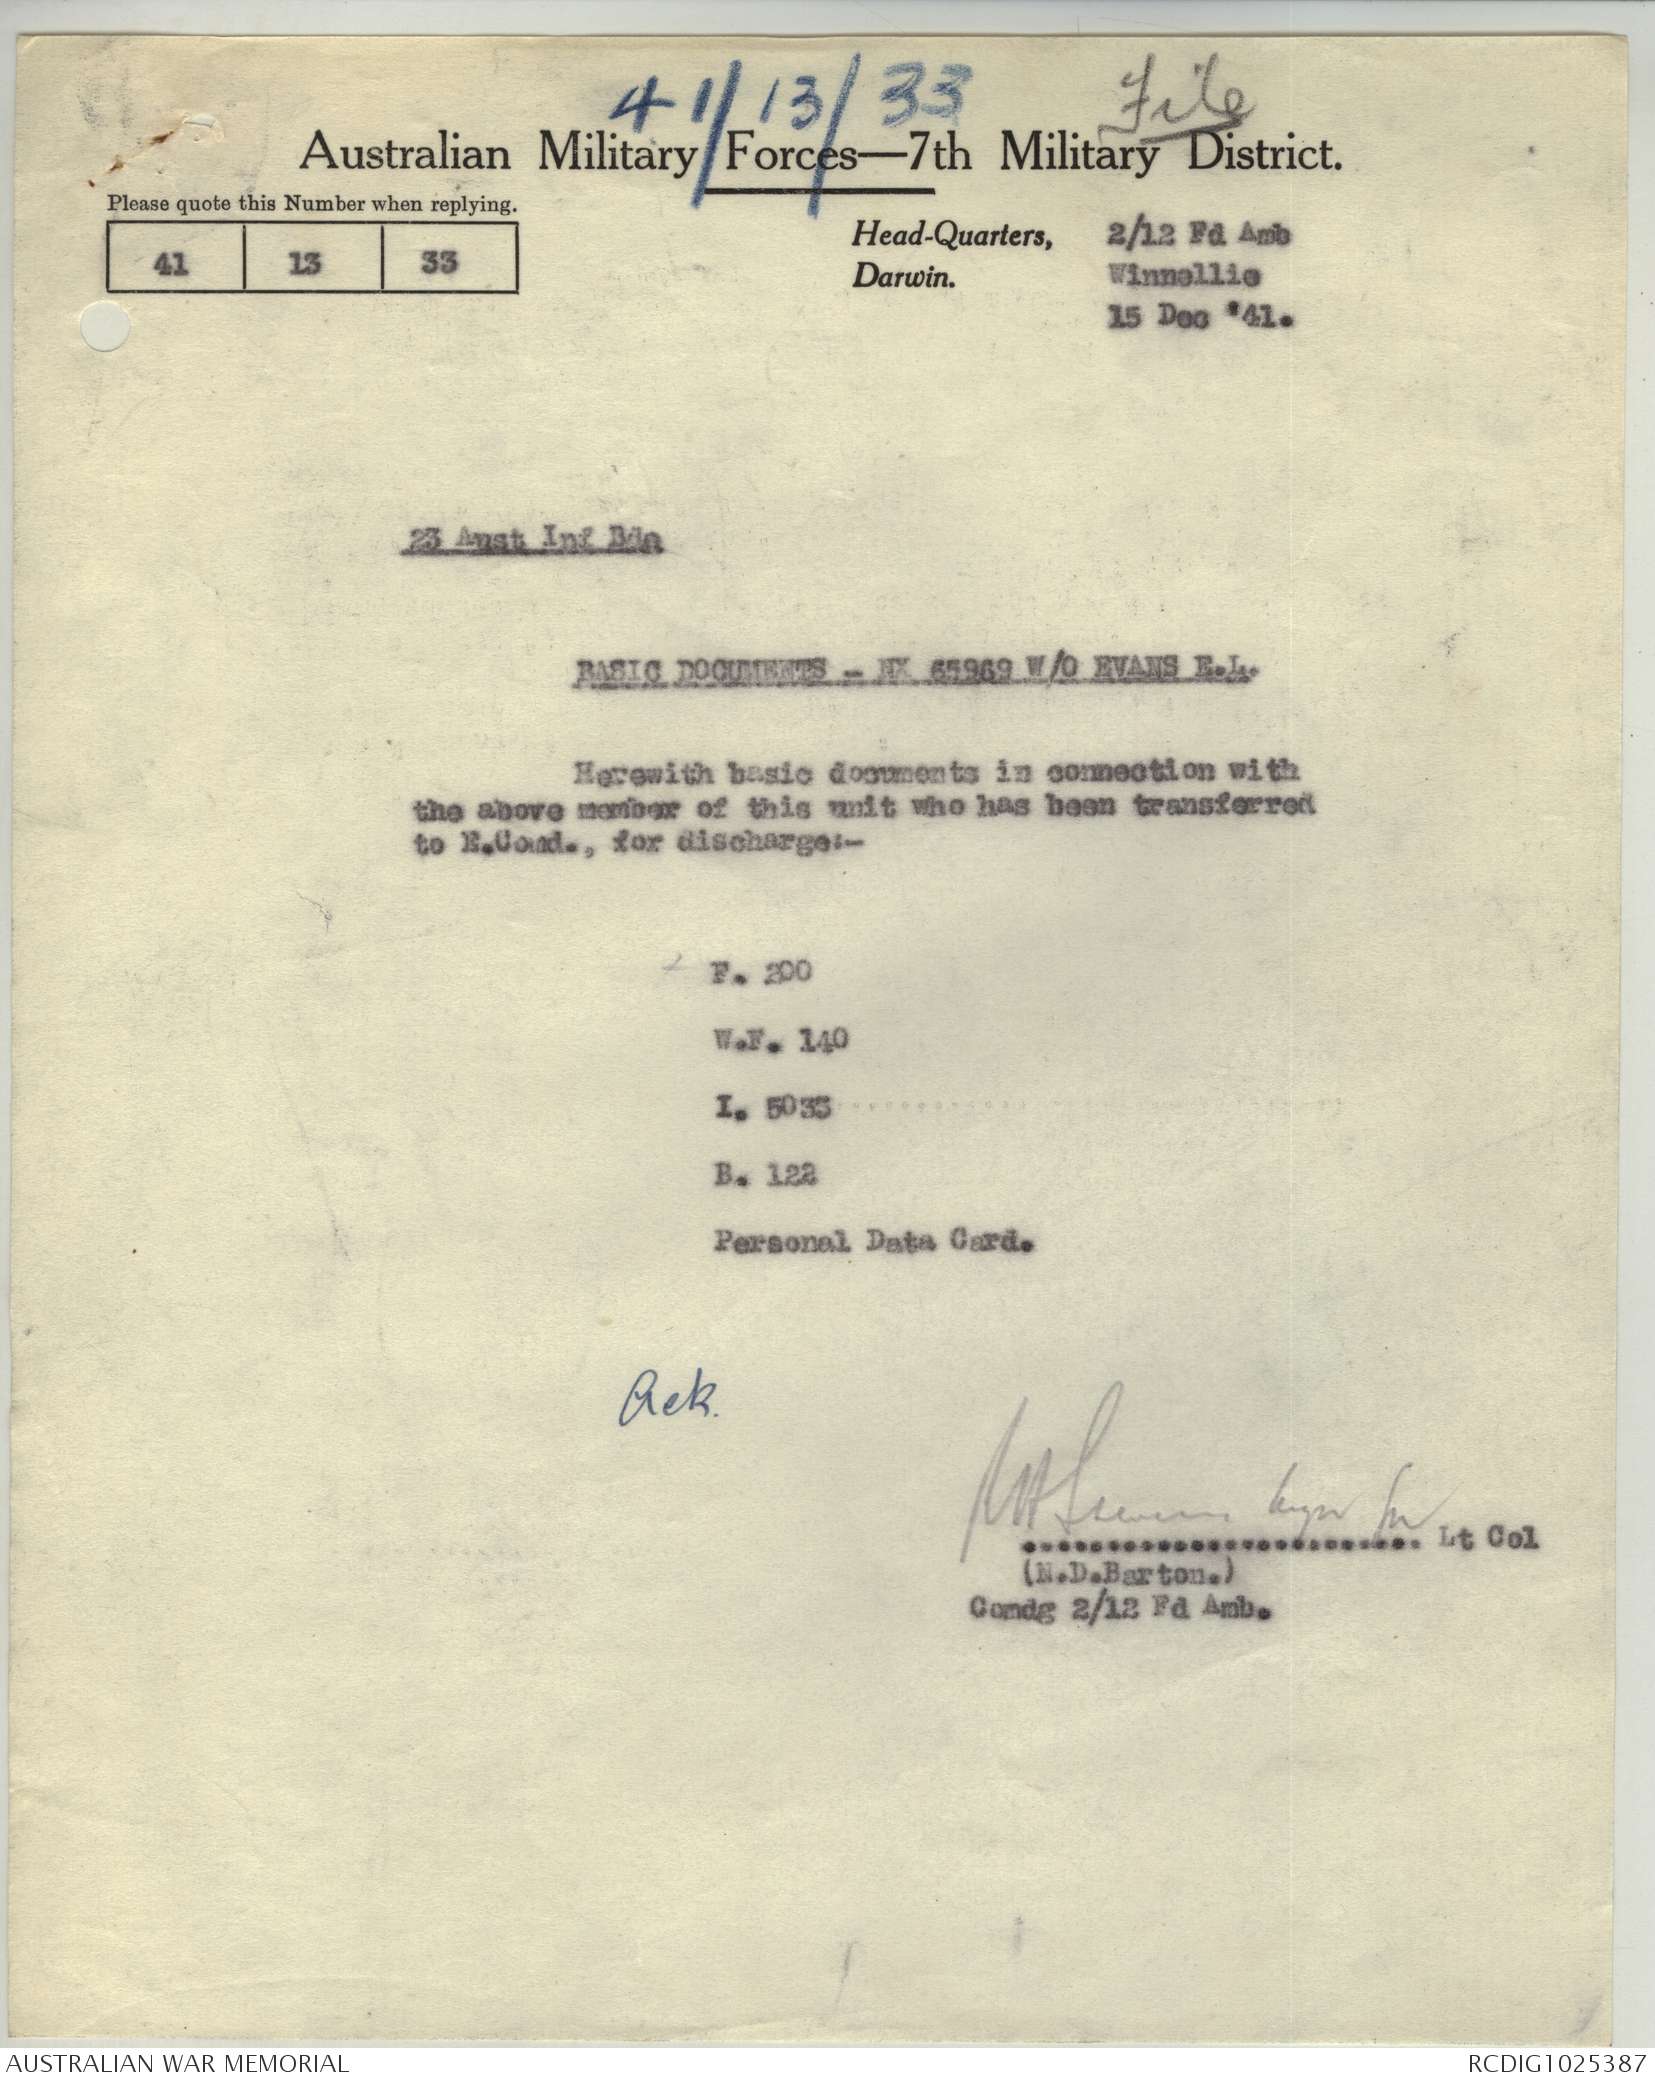 41/13/33
File
Australian Military Forces—7th Military District.
Please quote this Number when replying.
41 13 33
Head-Quarters, 2/12 Fd Amb
Darwin. Winnellie
15 Dec '41.
23 Aust Inf Bde
BASIC DOCUMENTS - NX 65969 W/O EVANS E.L.
Herewith basic documents in connection with
the above member of this unit who has been transferred
to E.Comd., for discharge:-
F. 200
W.F. 140
I. 5033
B. 122
Personal Data Card.
Ack.
........................ Lt Col
(N.D.Barton.)
Comdg 2/12 Fd Amb.
AUSTRALIAN WAR MEMORIAL
RCDIG1025387